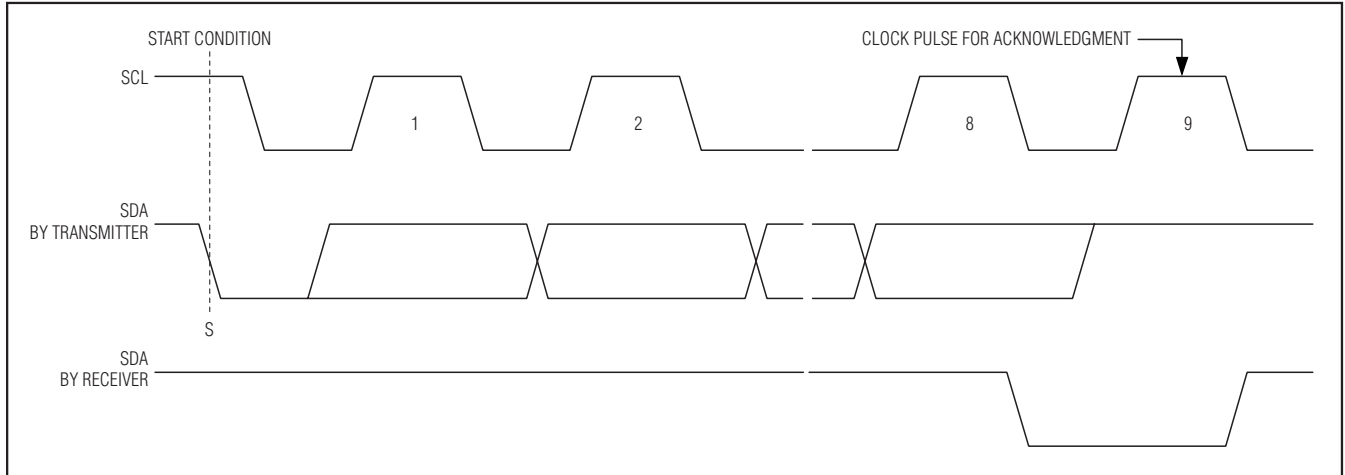 START CONDITION
CLOCK PULSE FOR ACKNOWLEDGMENT
SCL
1
2
8
9
SDA
BY TRANSMITTER
S
SDA
BY RECEIVER